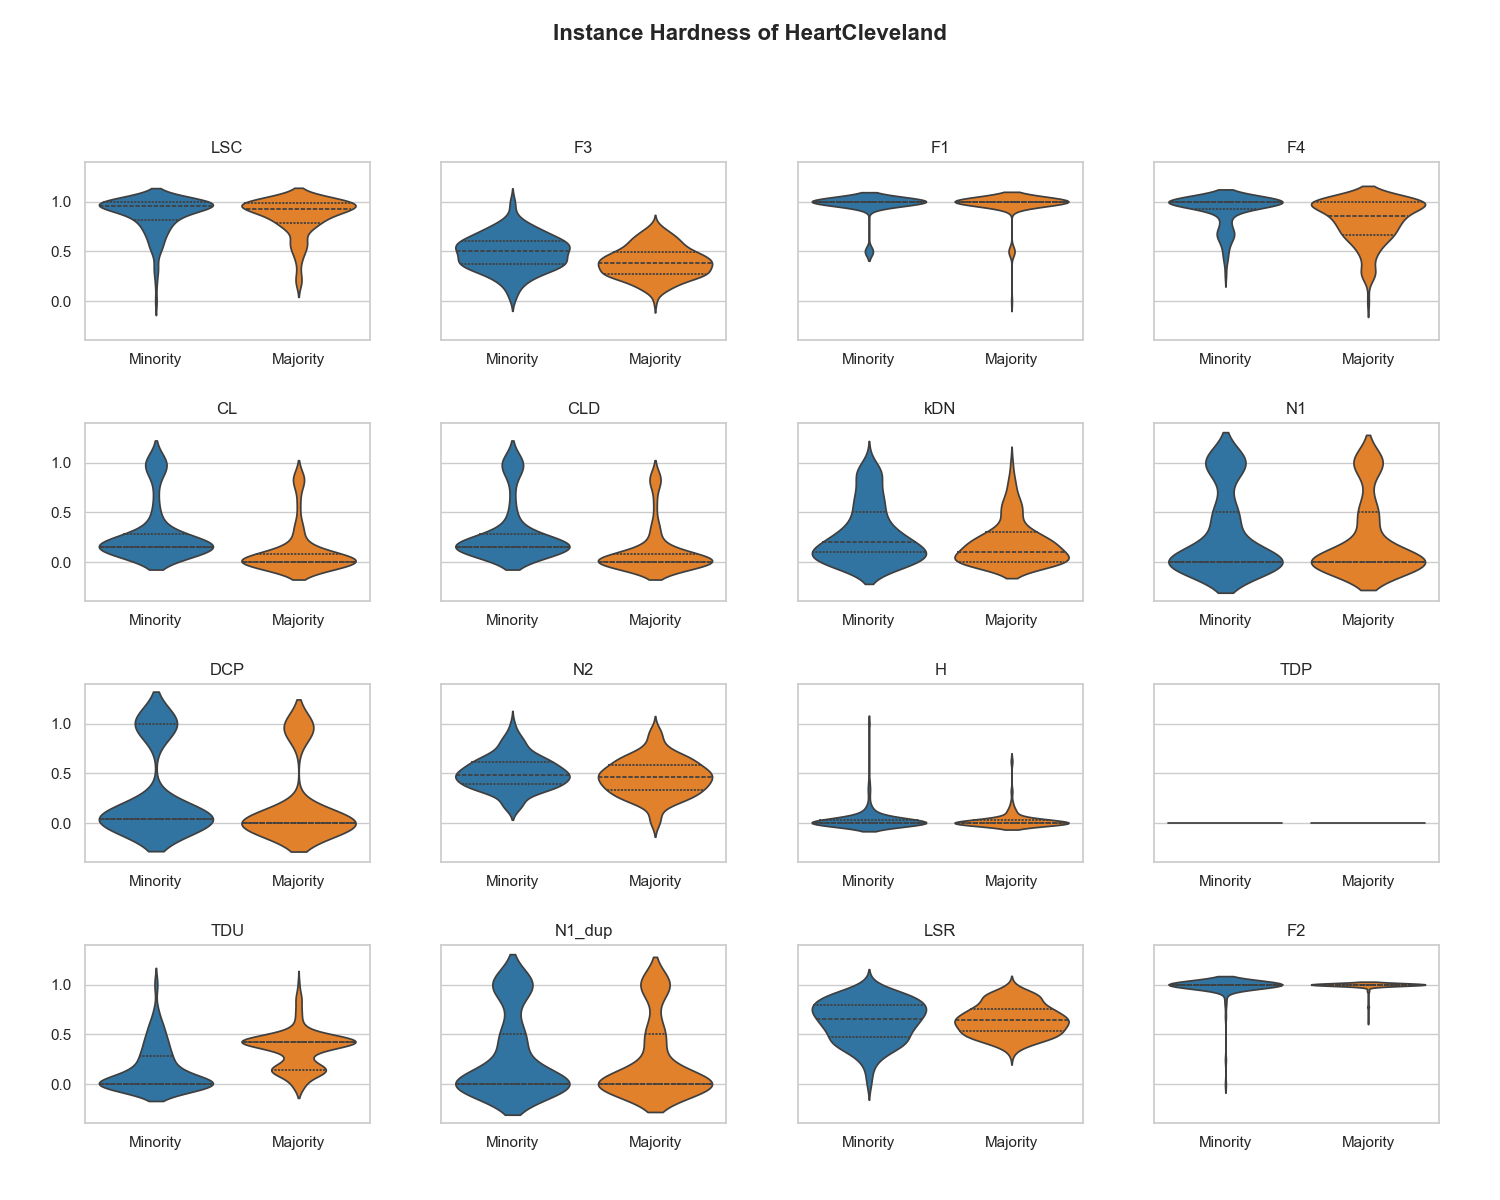 Instance Hardness of HeartCleveland
LSC F3 F1 F4
1.0
0.5
0.0
Minority Majority Minority Majority Minority Majority Minority Majority
CL CLD kDN N1
1.0
0.5
0.0
Minority Majority Minority Majority Minority Majority Minority Majority
DCP N2 H TDP
1.0
0.5
0.0
Minority Majority Minority Majority Minority Majority Minority Majority
TDU N1_dup LSR F2
1.0
0.5
0.0
Minority Majority Minority Majority Minority Majority Minority Majority